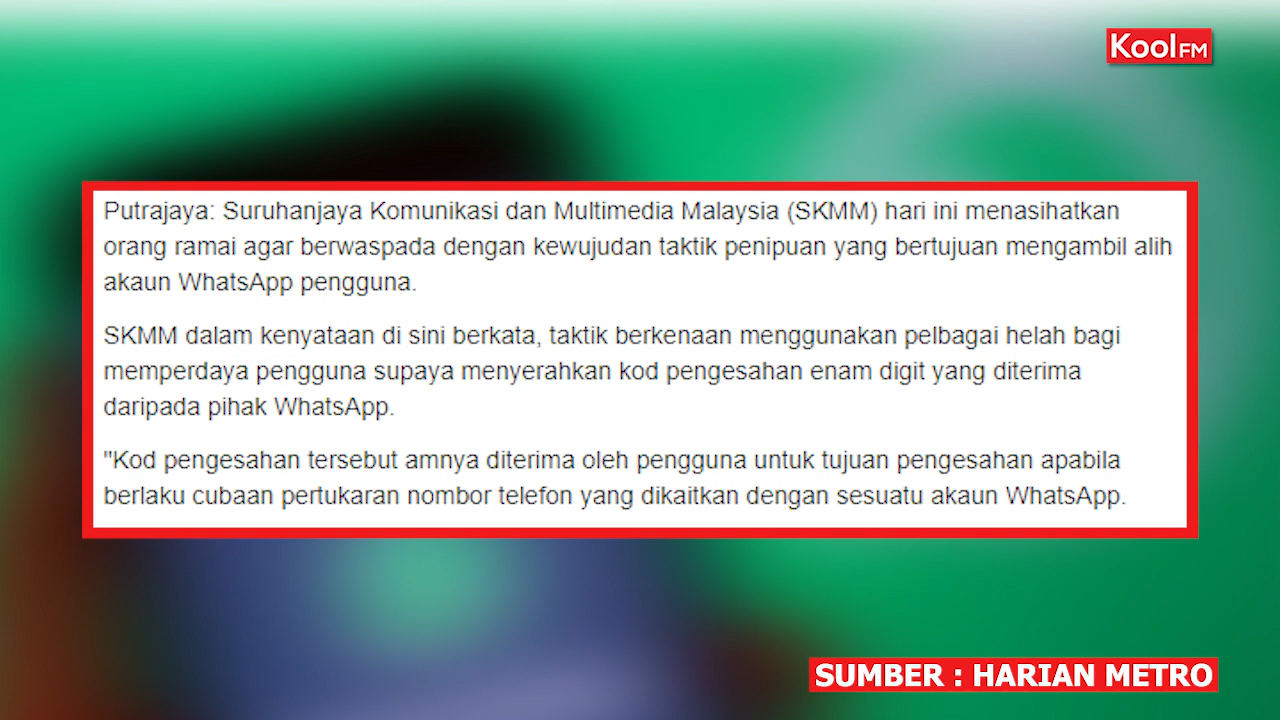 Kool FM
Putrajaya: Suruhanjaya Komunikasi dan Multimedia Malaysia (SKMM) hari ini menasihatkan
orang ramai agar berwaspada dengan kewujudan taktik penipuan yang bertujuan mengambil alih
akaun WhatsApp pengguna.
SKMM dalam kenyataan di sini berkata, taktik berkenaan menggunakan pelbagai helah bagi
memperdaya pengguna supaya menyerahkan kod pengesahan enam digit yang diterima
daripada pihak WhatsApp.
"Kod pengesahan tersebut amnya diterima oleh pengguna untuk tujuan pengesahan apabila
berlaku cubaan pertukaran nombor telefon yang dikaitkan dengan sesuatu akaun WhatsApp.
SUMBER : HARIAN METRO